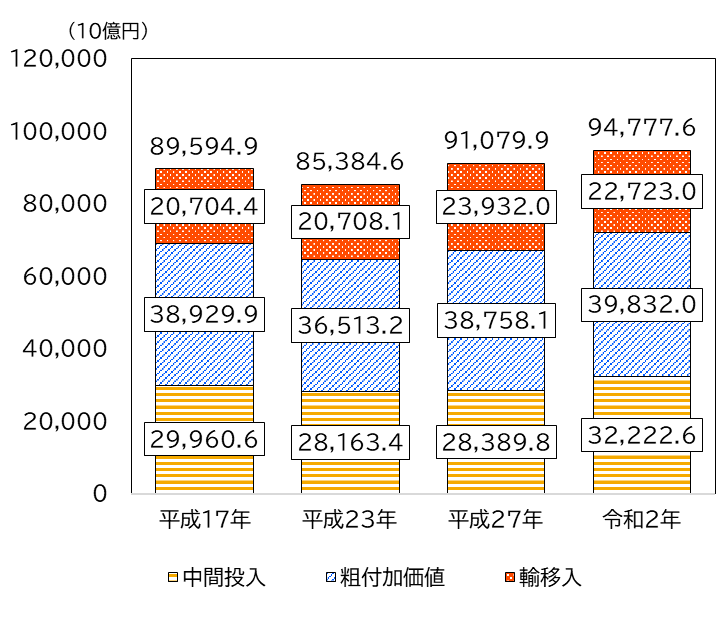 （10億円）
120,000
100,000
80,000
60,000
40,000
20,000
0
89,594.9
85,384.6
91,079.9
94,777.6
20,704.4
20,708.1
23,932.0
22,723.0
38,929.9
36,513.2
38,758.1
39,832.0
29,960.6
28,163.4
28,389.8
32,222.6
平成17年
平成23年
平成27年
令和2年
中間投入
粗付加価値
輸移入